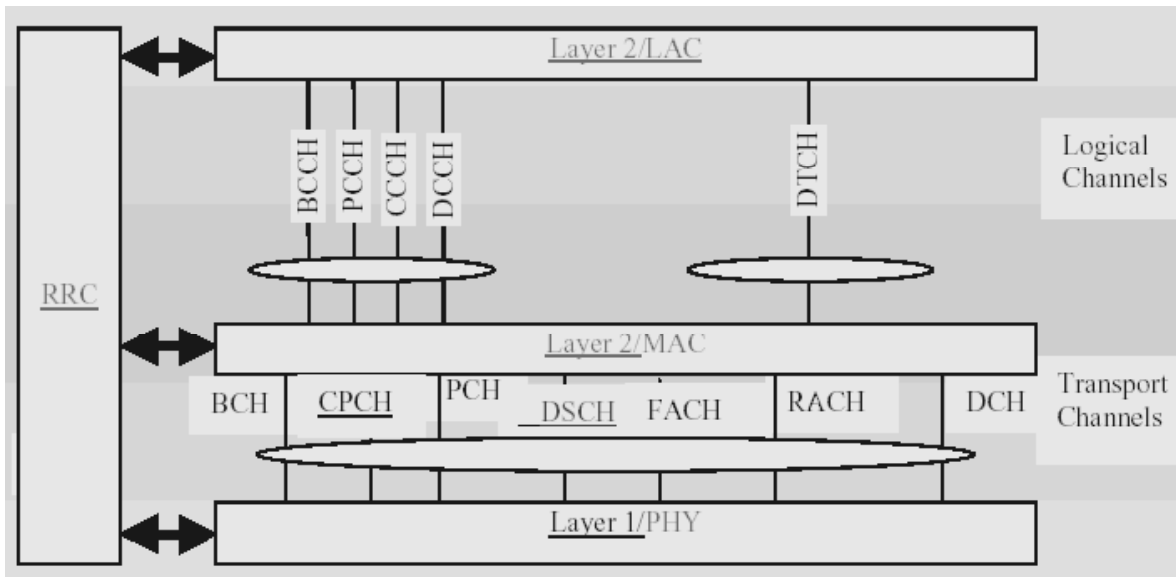 Layer 2/LAC
BCCH
PCCH
CCCH
DCCH
DTCH
Logical
Channels
RRC
Layer 2/MAC
BCH
CPCH
PCH
DSCH
FACH
RACH
DCH
Transport
Channels
Layer 1/PHY